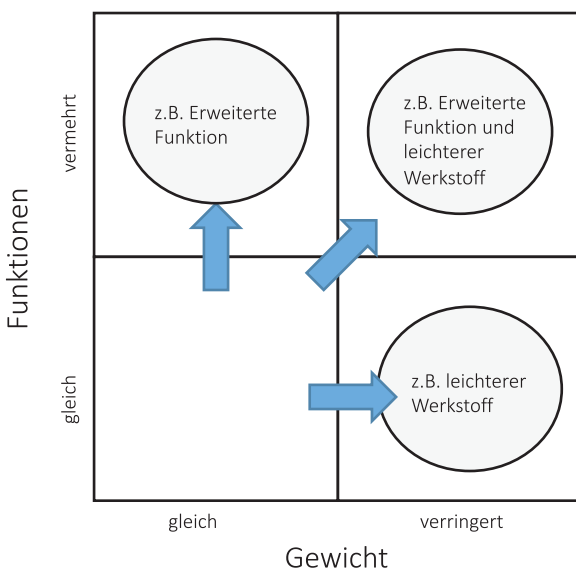 Funktionen
vermehrt
gleich
z.B. Erweiterte
Funktion
z.B. Erweiterte
Funktion und
leichterer
Werkstoff
z.B. leichterer
Werkstoff
gleich
verringert
Gewicht